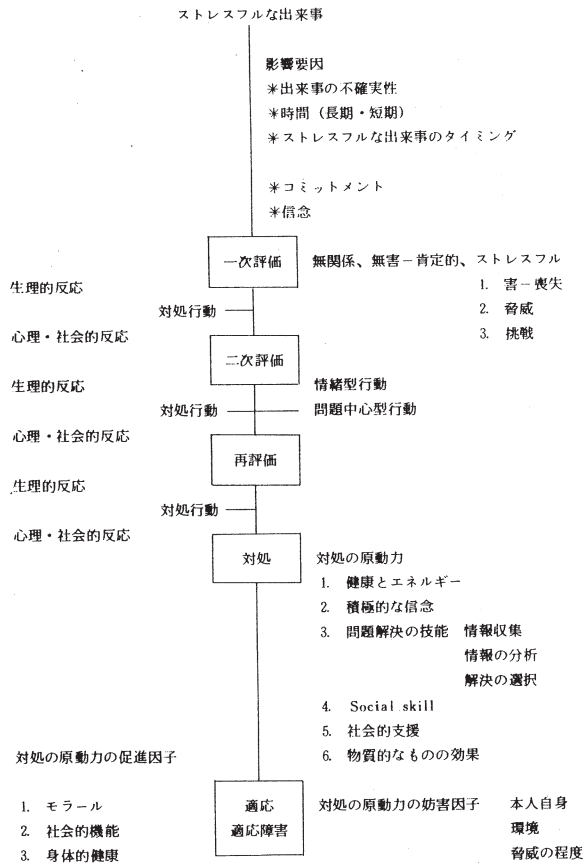 ストレスフルな出来事
影響要因
＊出来事の不確実性
＊時間（長期・短期）
＊ストレスフルな出来事のタイミング
＊コミットメント
＊信念
一次評価　無関係、無害－肯定的、ストレスフル
生理的反応　1. 害－喪失
対処行動　2. 脅威
心理・社会的反応　3. 挑戦
二次評価
生理的反応　情緒型行動
対処行動　問題中心型行動
心理・社会的反応
再評価
生理的反応
対処行動
心理・社会的反応
対処　対処の原動力
1. 健康とエネルギー
2. 積極的な信念
3. 問題解決の技能　情報収集
情報の分析
解決の選択
4. Social skill
5. 社会的支援
6. 物質的なものの効果
対処の原動力の促進因子
1. モラール　適応　対処の原動力の妨害因子　本人自身
2. 社会的機能　適応障害　環境
3. 身体的健康　脅威の程度